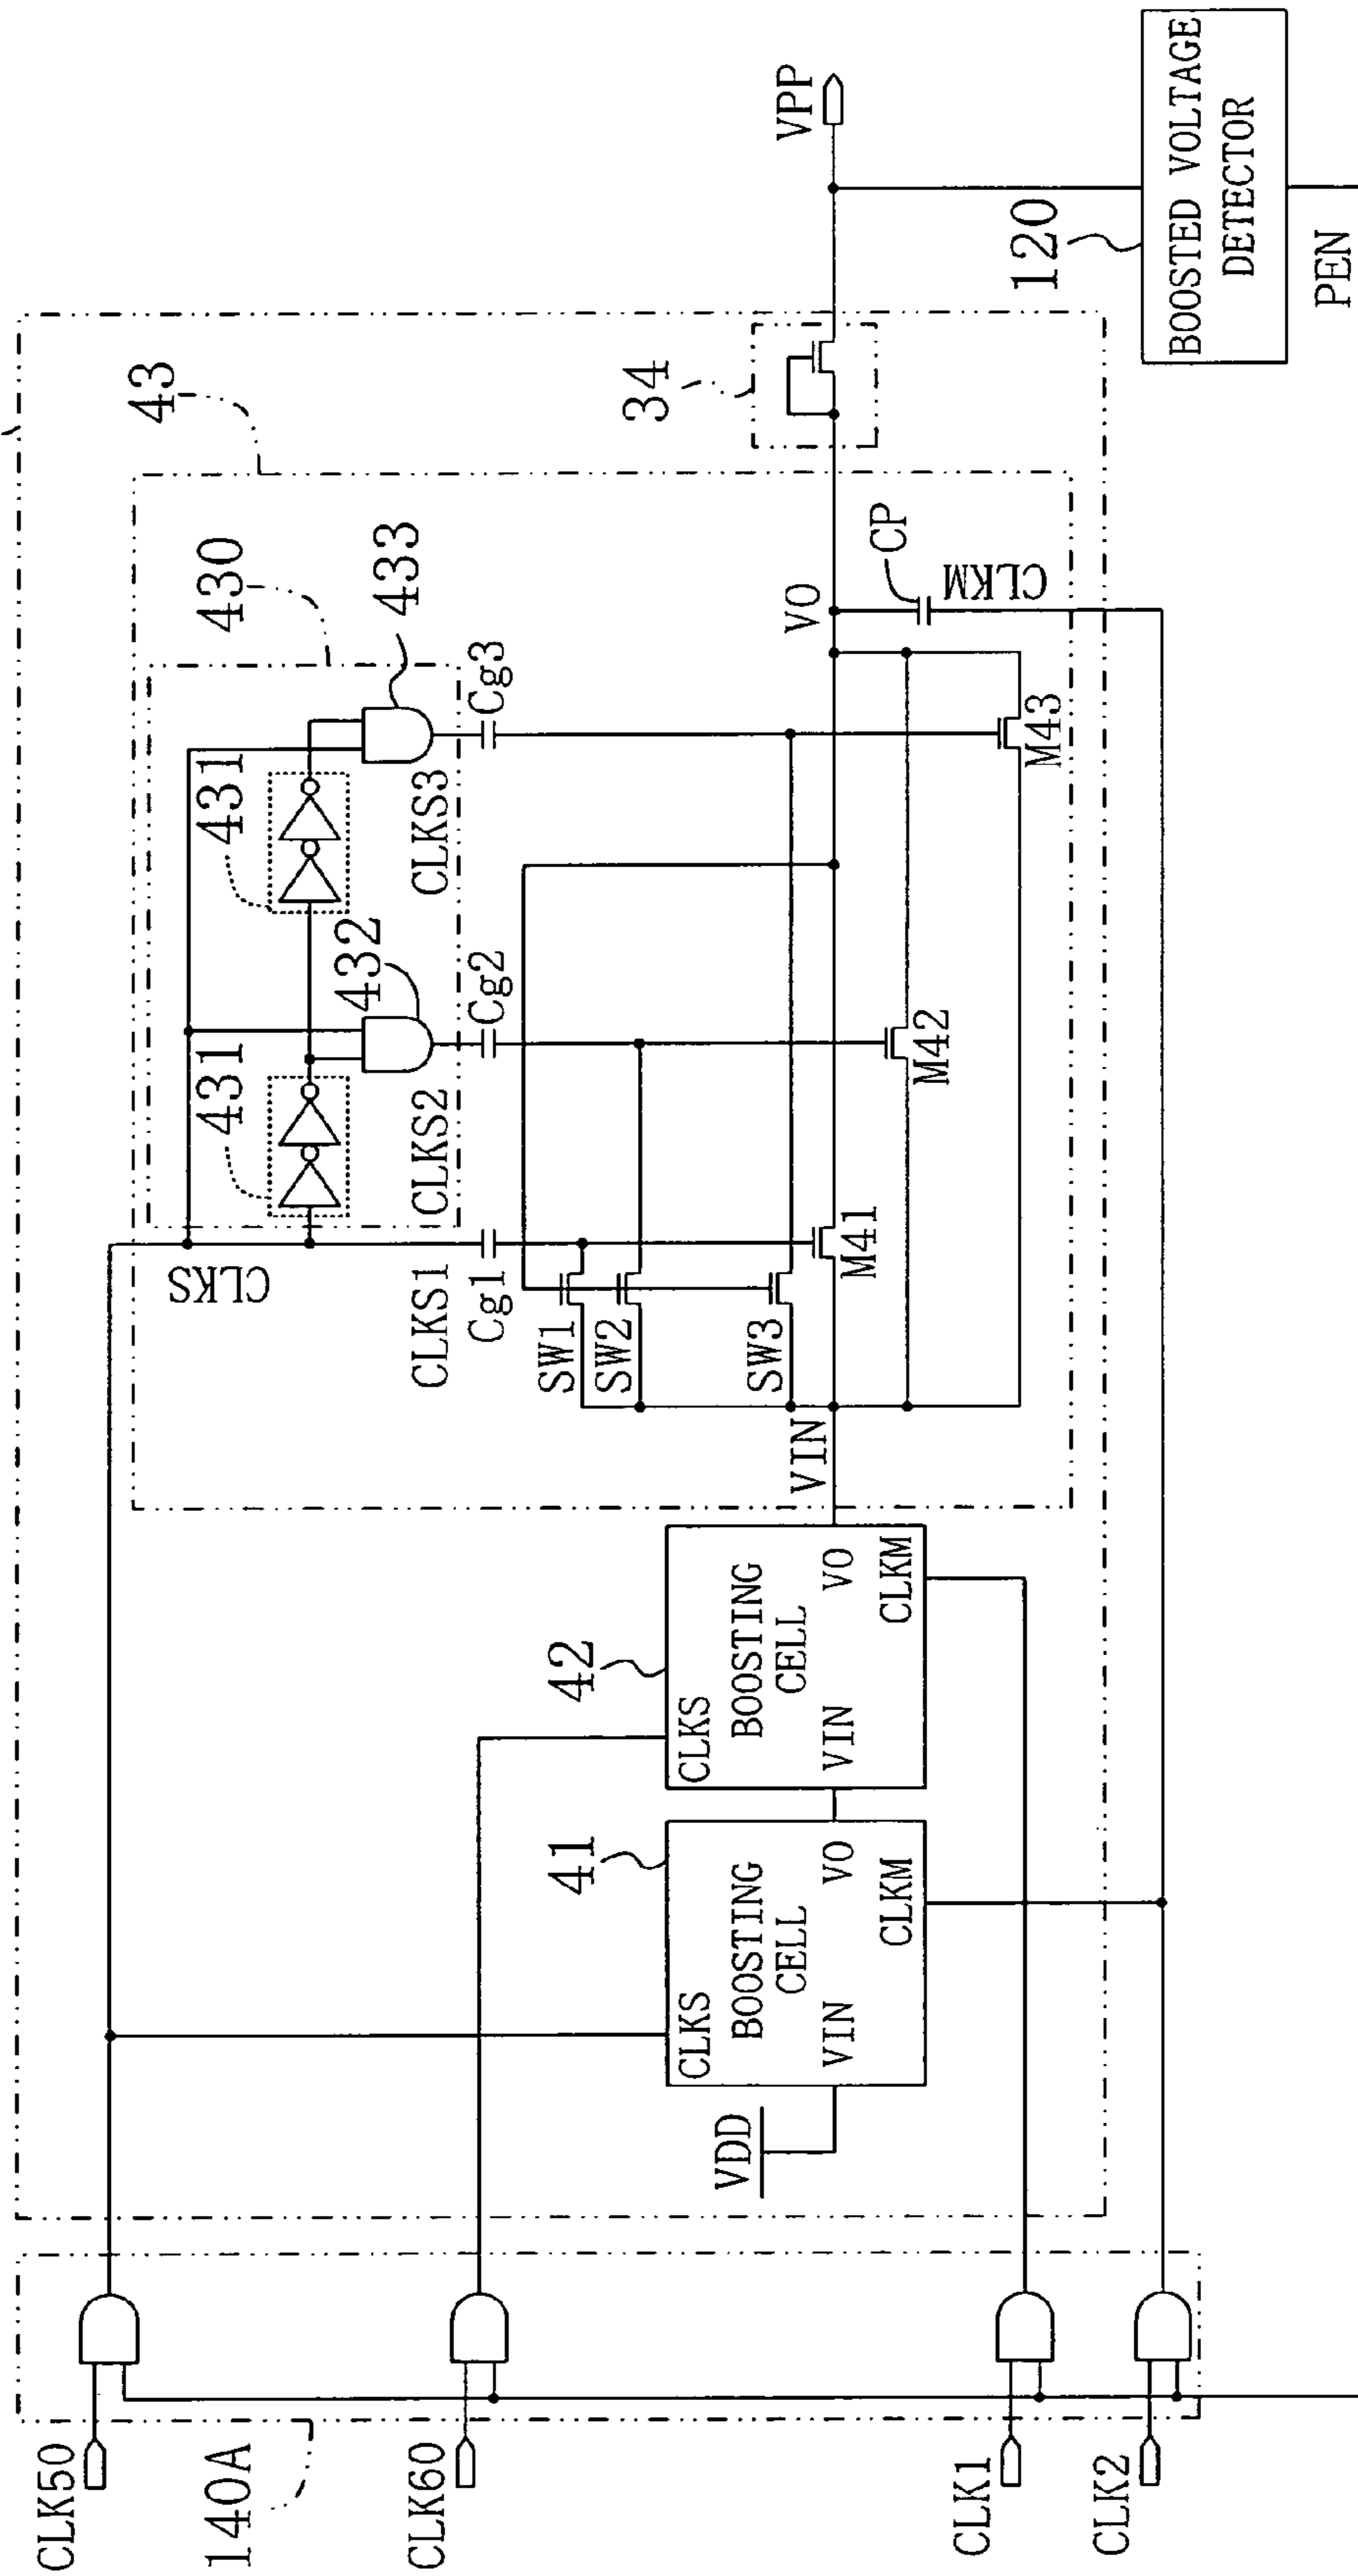 CLK50
140A
CLK60
CLK1
CLK2
VDD
41
CLKS
BOOSTING
CELL
VIN
VO
CLKM
42
CLKS
BOOSTING
CELL
VIN
VO
CLKM
43
430
431
431
432
433
CLKS
CLKS1
Cg1
CLKS2
Cg2
CLKS3
Cg3
SW1
SW2
SW3
VIN
M41
M42
M43
VO
CP
CLKM
34
VPP
120
BOOSTED VOLTAGE
DETECTOR
PEN